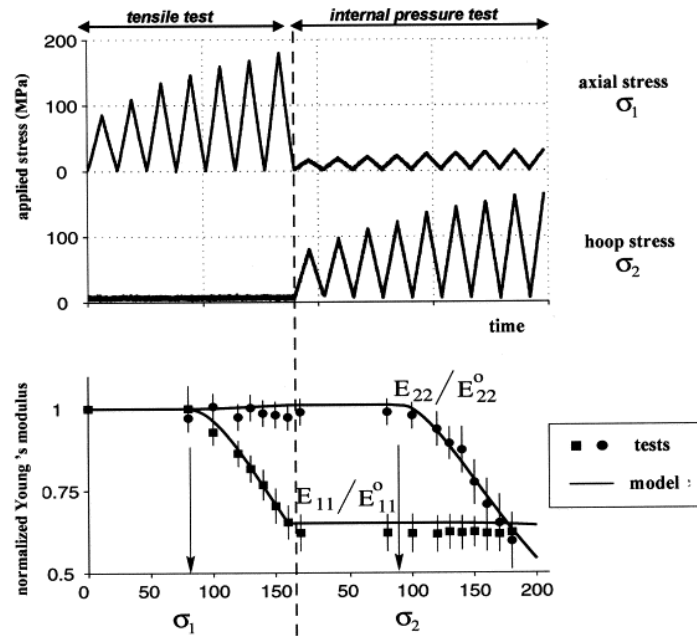 tensile test internal pressure test
applied stress (MPa)
200
100
0
axial stress
σ1
100
0
hoop stress
σ2
time
normalized Young 's modulus
1
0.75
0.5
E22/E°22
E11/E°11
0 50 100 150 50 100 150 200
σ1 σ2
tests
model :